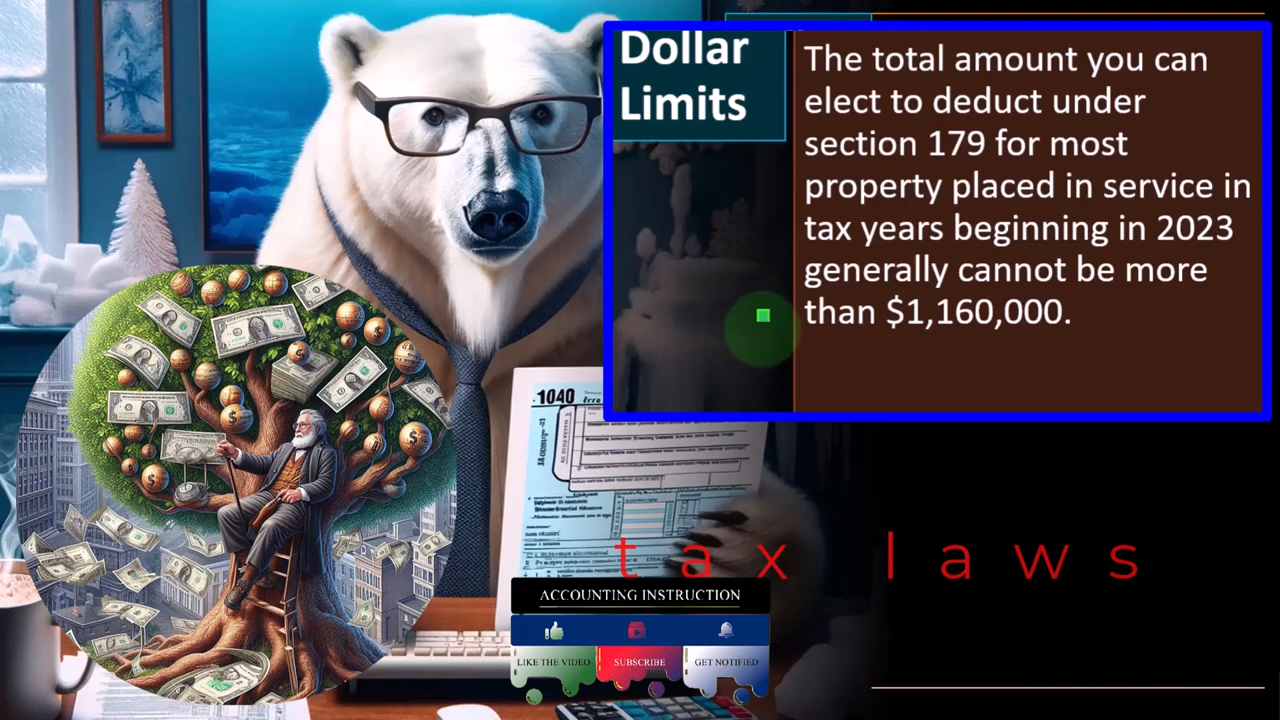 Dollar
Limits
The total amount you can
elect to deduct under
section 179 for most
property placed in service in
tax years beginning in 2023
generally cannot be more
than $1,160,000.
1040
tax laws
ACCOUNTING INSTRUCTION
LIKE THE VIDEO
SUBSCRIBE
GET NOTIFIED